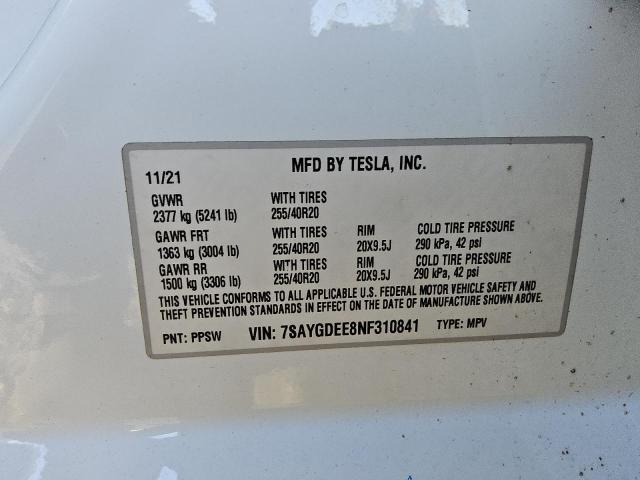 11/21 MFD BY TESLA, INC.
GVWR WITH TIRES
2377 kg (5241 lb) 255/40R20
GAWR FRT WITH TIRES RIM COLD TIRE PRESSURE
1363 kg (3004 lb) 255/40R20 20X9.5J 290 kPa, 42 psi
GAWR RR WITH TIRES RIM COLD TIRE PRESSURE
1500 kg (3306 lb) 255/40R20 20X9.5J 290 kPa, 42 psi
THIS VEHICLE CONFORMS TO ALL APPLICABLE U.S. FEDERAL MOTOR VEHICLE SAFETY AND
THEFT PREVENTION STANDARDS IN EFFECT ON THE DATE OF MANUFACTURE SHOWN ABOVE.
PNT: PPSW VIN: 7SAYGDEE8NF310841 TYPE: MPV